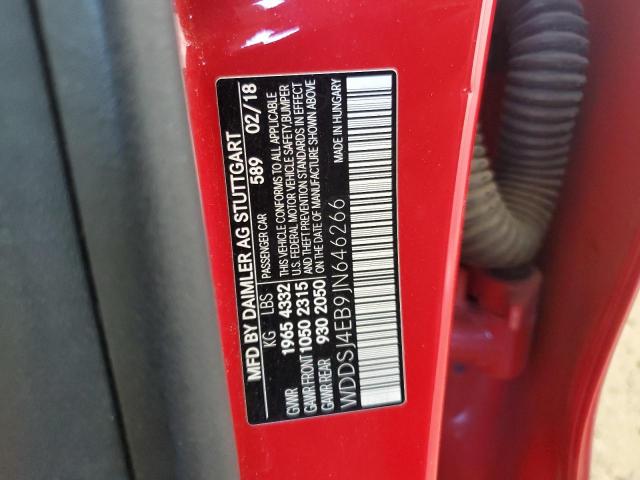 MFD BY DAIMLER AG STUTTGART
PASSENGER CAR 589 02/18
KG LBS
GVWR 1965 4332
GAWR FRONT 1050 2315
GAWR REAR 930 2050
THIS VEHICLE CONFORMS TO ALL APPLICABLE
U.S. FEDERAL MOTOR VEHICLE SAFETY, BUMPER
AND THEFT PREVENTION STANDARDS IN EFFECT
ON THE DATE OF MANUFACTURE SHOWN ABOVE
MADE IN HUNGARY
WDDSJ4EB9JN646266